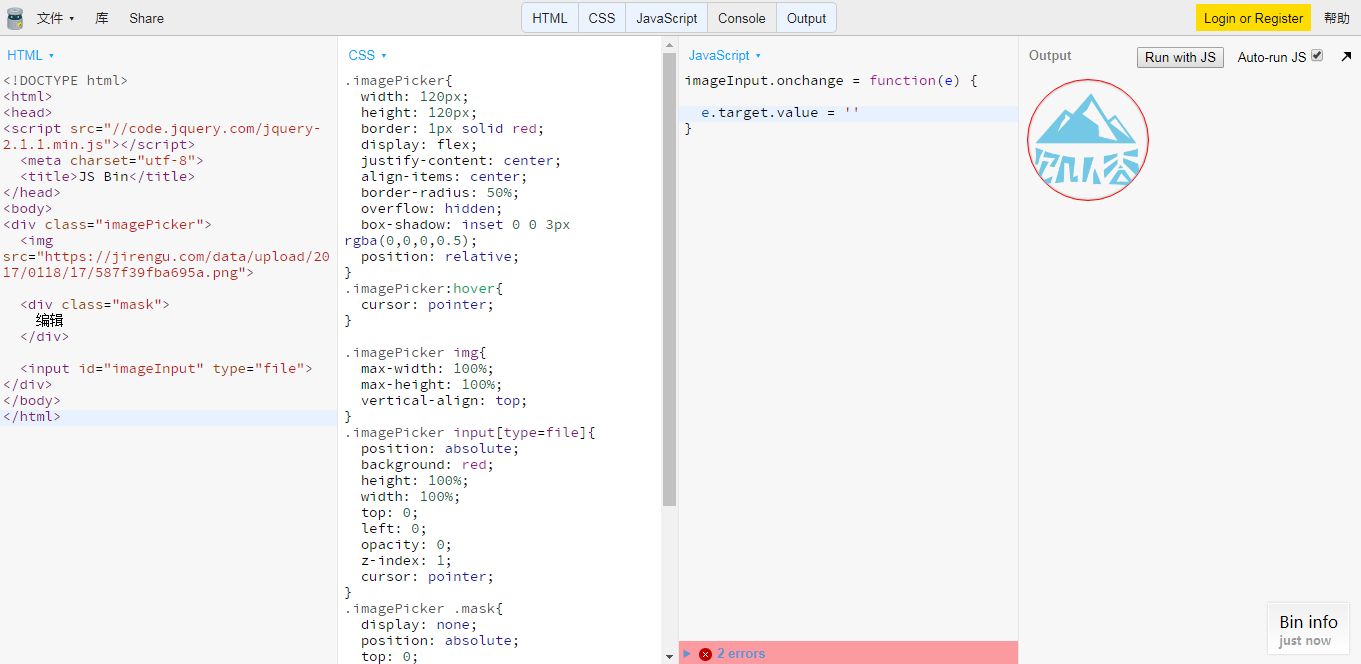 文件 库 Share HTML CSS JavaScript Console Output Login or Register 帮助
HTML
<!DOCTYPE html>
<html>
<head>
<script src="//code.jquery.com/jquery-
2.1.1.min.js"></script>
<meta charset="utf-8">
<title>JS Bin</title>
</head>
<body>
<div class="imagePicker">
<img
src="https://jirengu.com/data/upload/20
17/0118/17/587f39fba695a.png">
<div class="mask">
编辑
</div>
<input id="imageInput" type="file">
</div>
</body>
</html>
CSS
.imagePicker{
width: 120px;
height: 120px;
border: 1px solid red;
display: flex;
justify-content: center;
align-items: center;
border-radius: 50%;
overflow: hidden;
box-shadow: inset 0 0 3px
rgba(0,0,0,0.5);
position: relative;
}
.imagePicker:hover{
cursor: pointer;
}
.imagePicker img{
max-width: 100%;
max-height: 100%;
vertical-align: top;
}
.imagePicker input[type=file]{
position: absolute;
background: red;
height: 100%;
width: 100%;
top: 0;
left: 0;
opacity: 0;
z-index: 1;
cursor: pointer;
}
.imagePicker .mask{
display: none;
position: absolute;
top: 0;
JavaScript
imageInput.onchange = function(e) {
e.target.value = ''
}
2 errors
Output Run with JS Auto-run JS
Bin info
just now